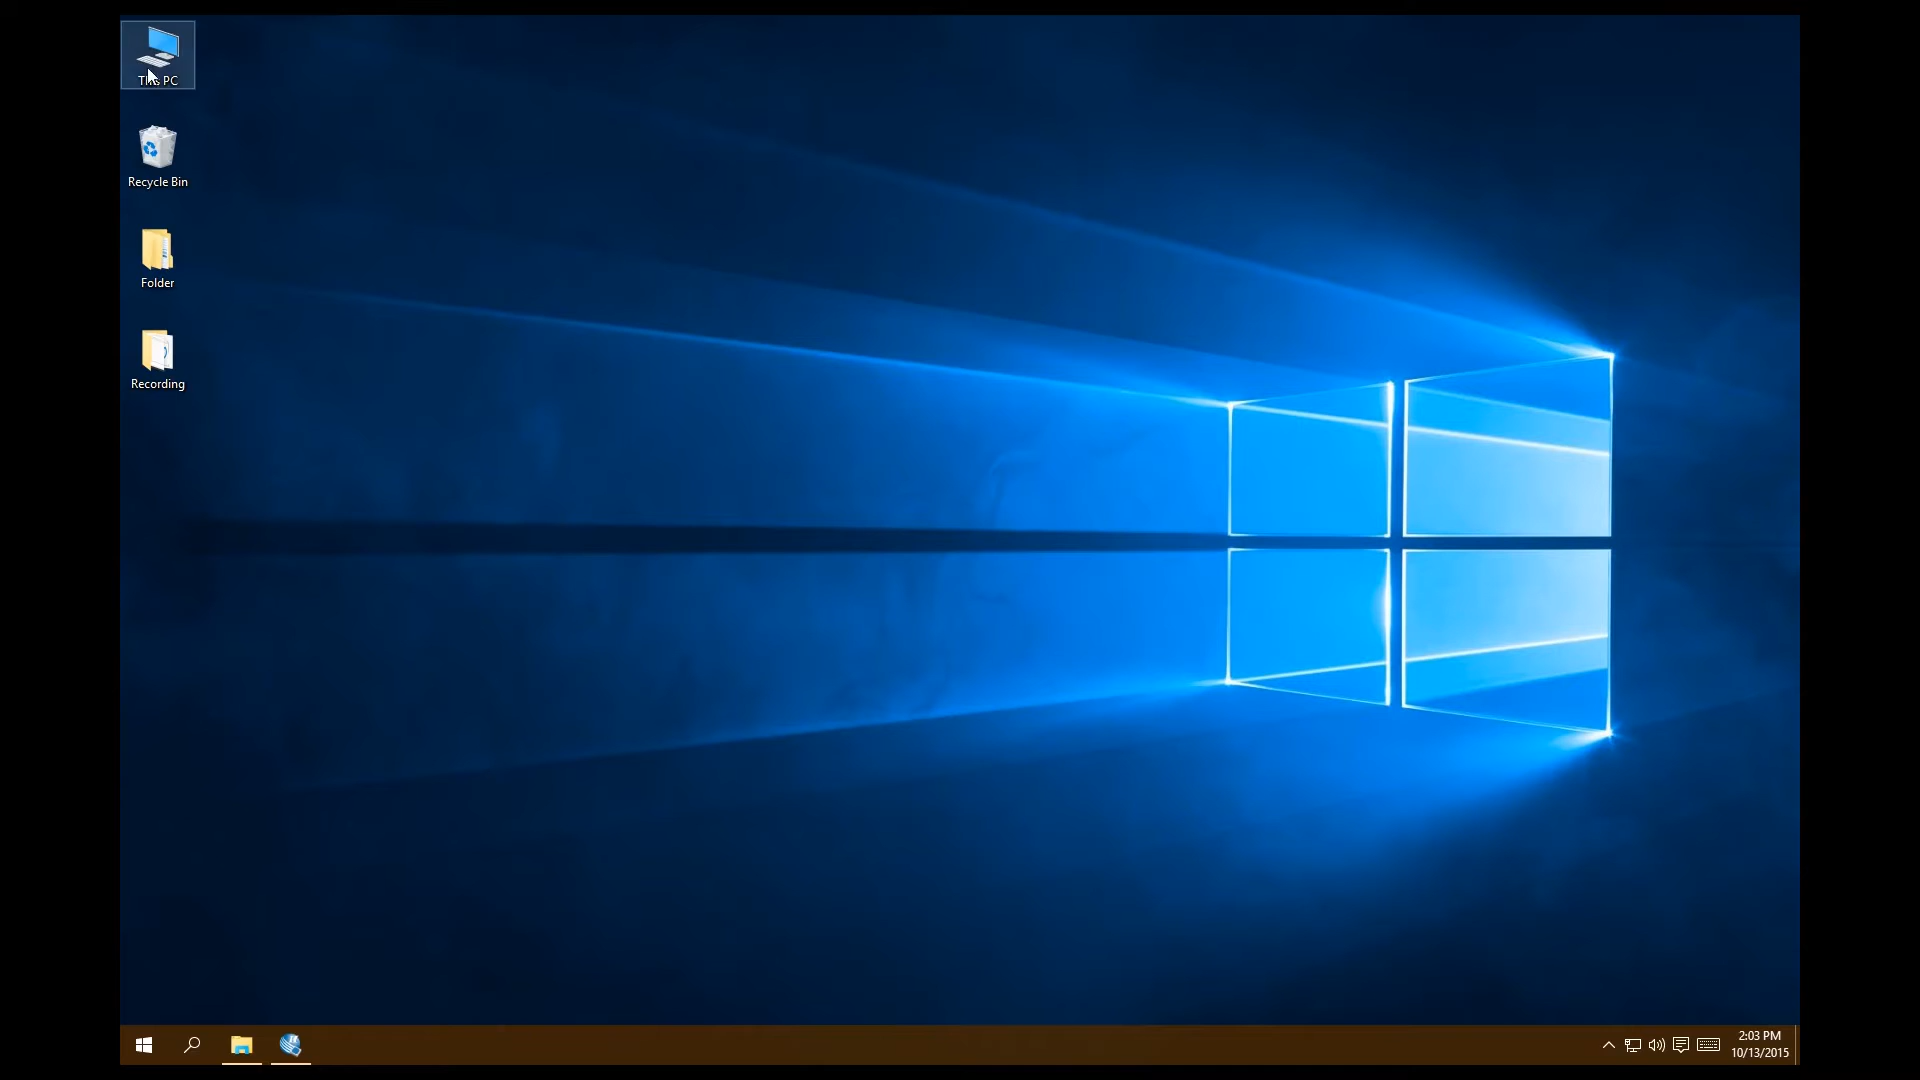 This PC
Recycle Bin
Folder
Recording
2:03 PM
10/13/2015